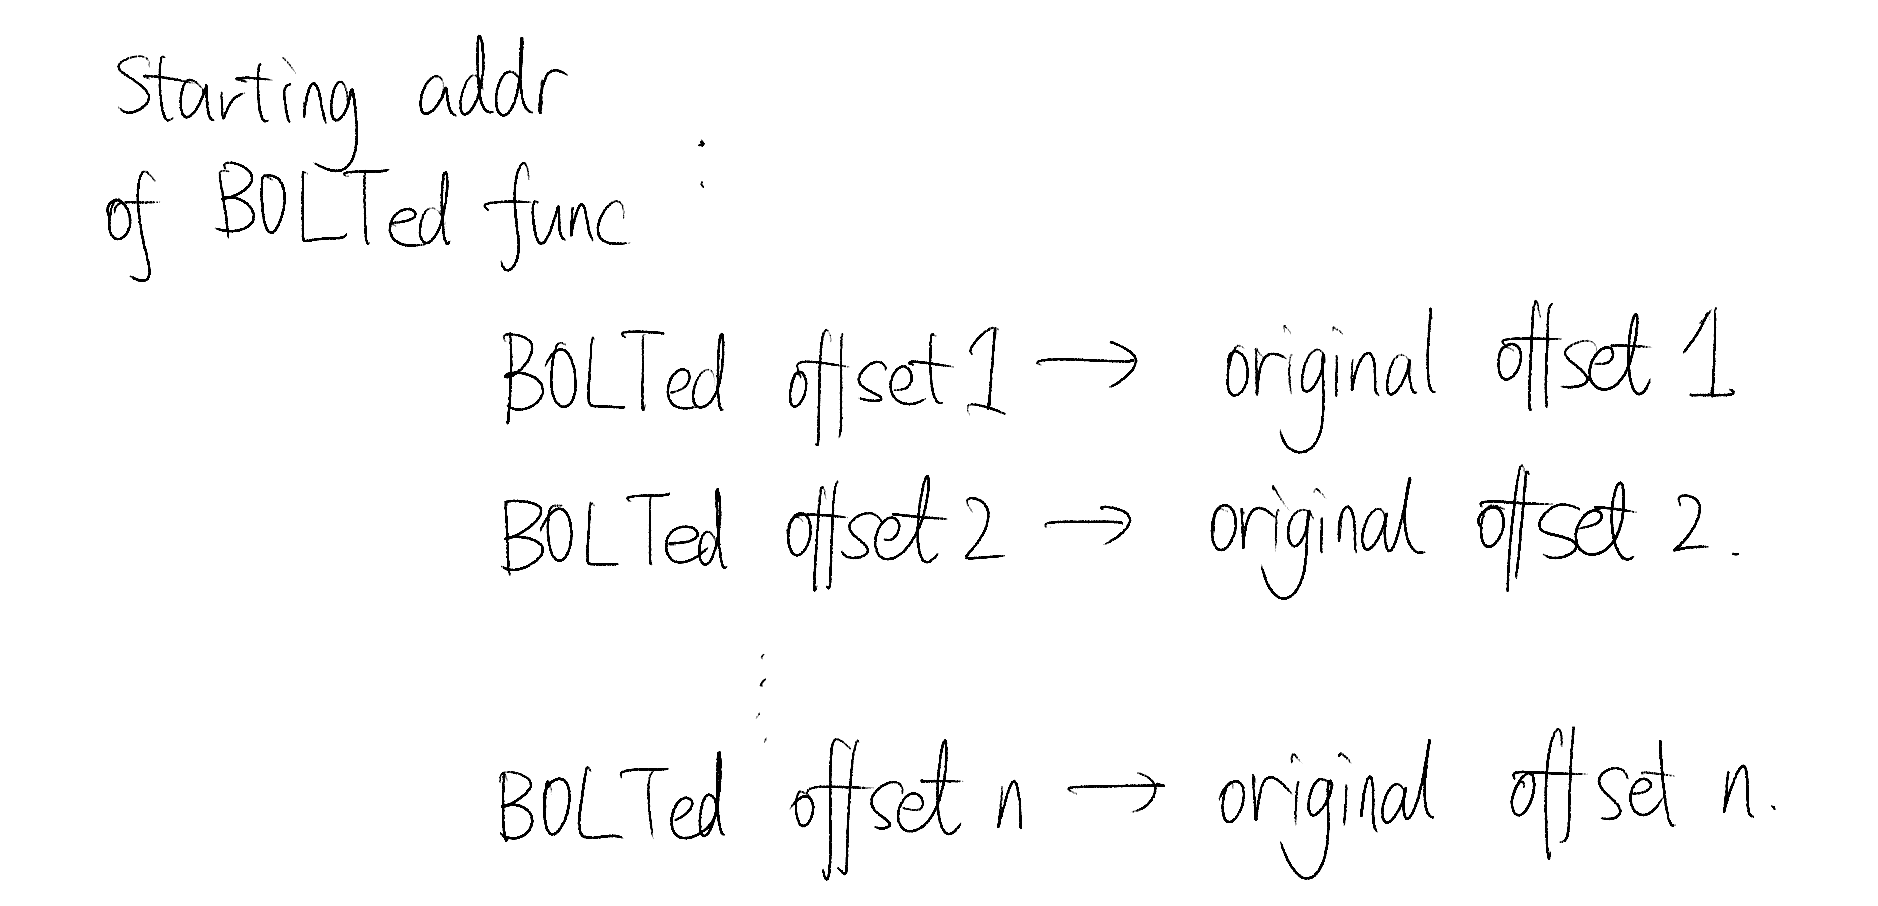 Starting addr
of BOLTed func :
BOLTed offset 1 → original offset 1
BOLTed offset 2 → original offset 2.
⋮
BOLTed offset n → original offset n.